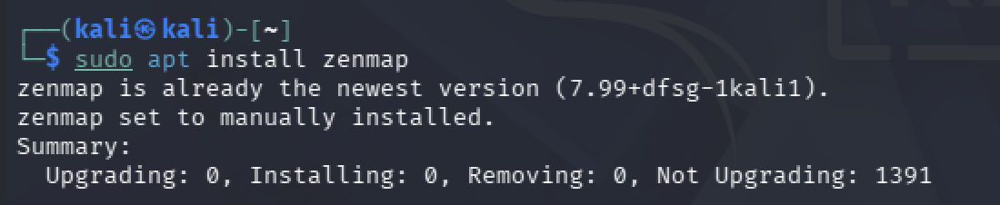 ┌──(kali㉿kali)-[~]
└─$ sudo apt install zenmap
zenmap is already the newest version (7.99+dfsg-1kali1).
zenmap set to manually installed.
Summary:
  Upgrading: 0, Installing: 0, Removing: 0, Not Upgrading: 1391